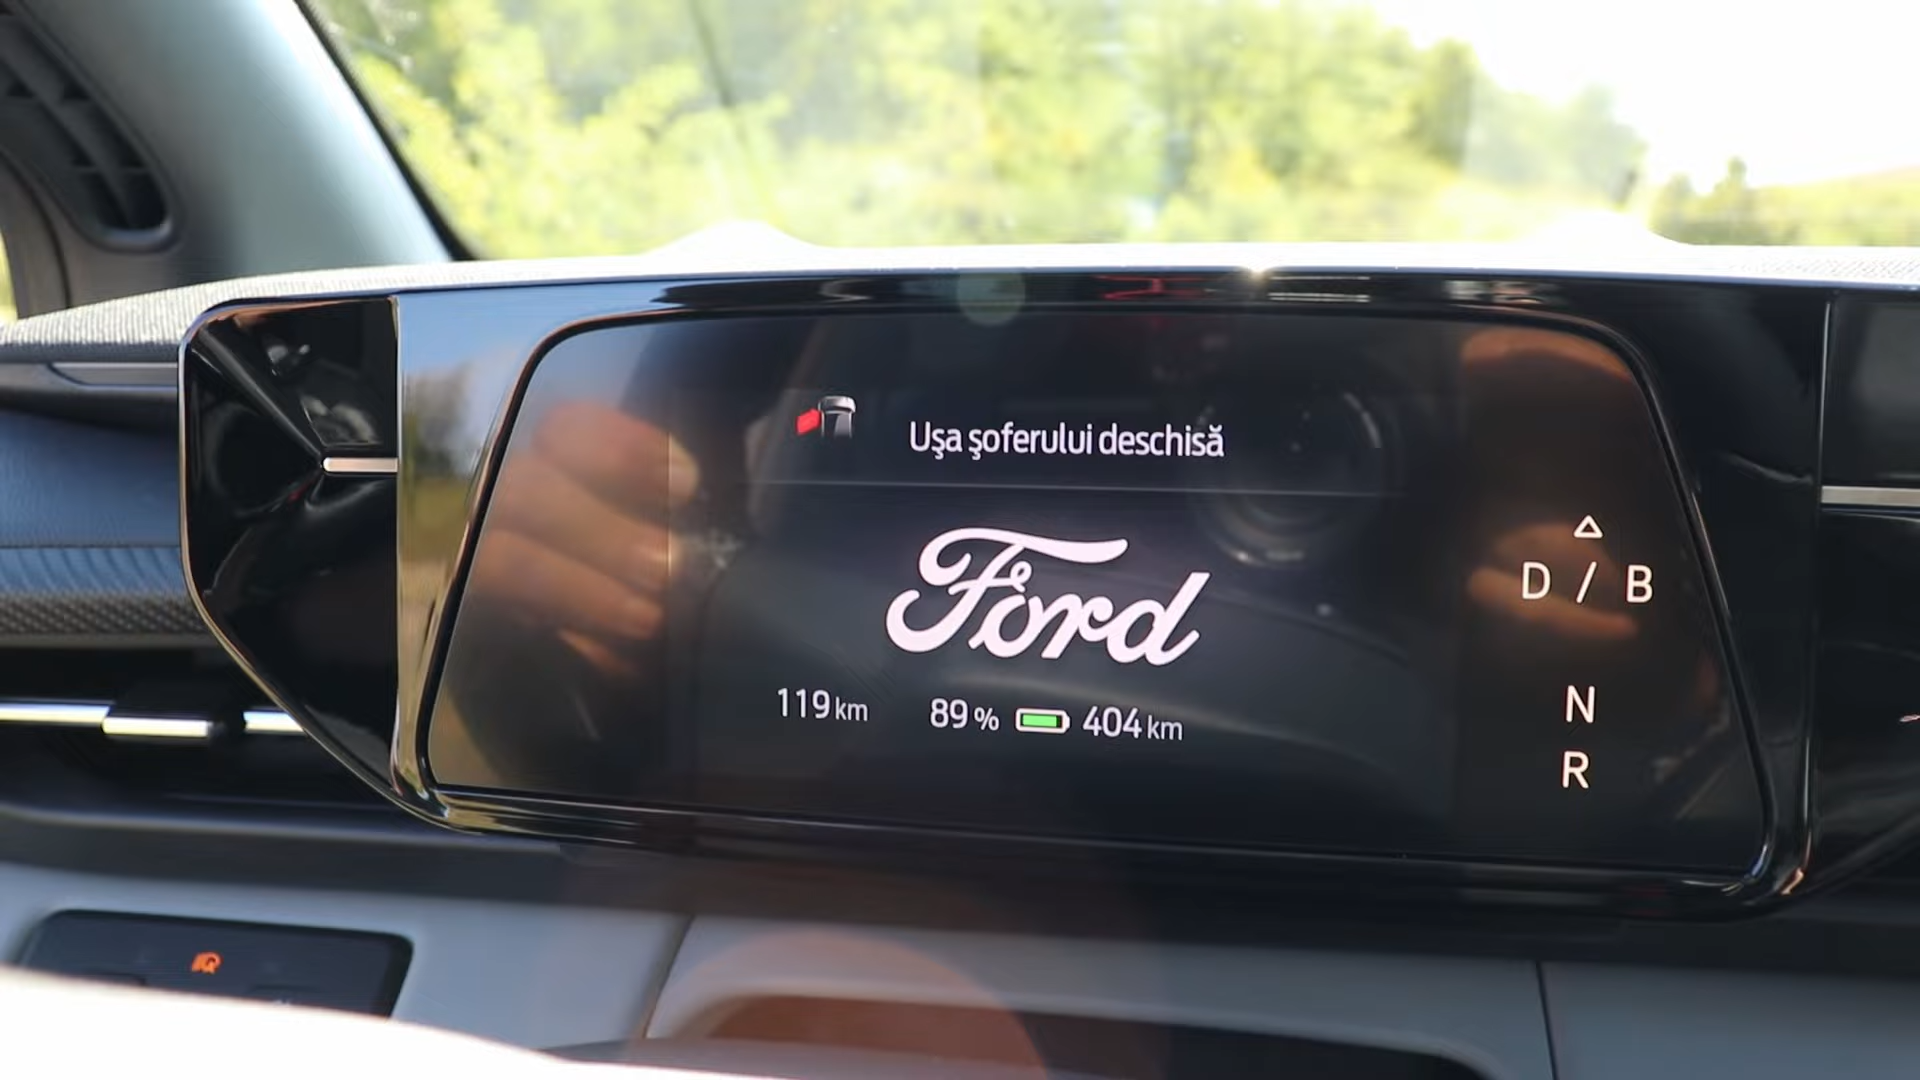 Uşa şoferului deschisă
Ford
119 km
89 % 404 km
D / B
N
R